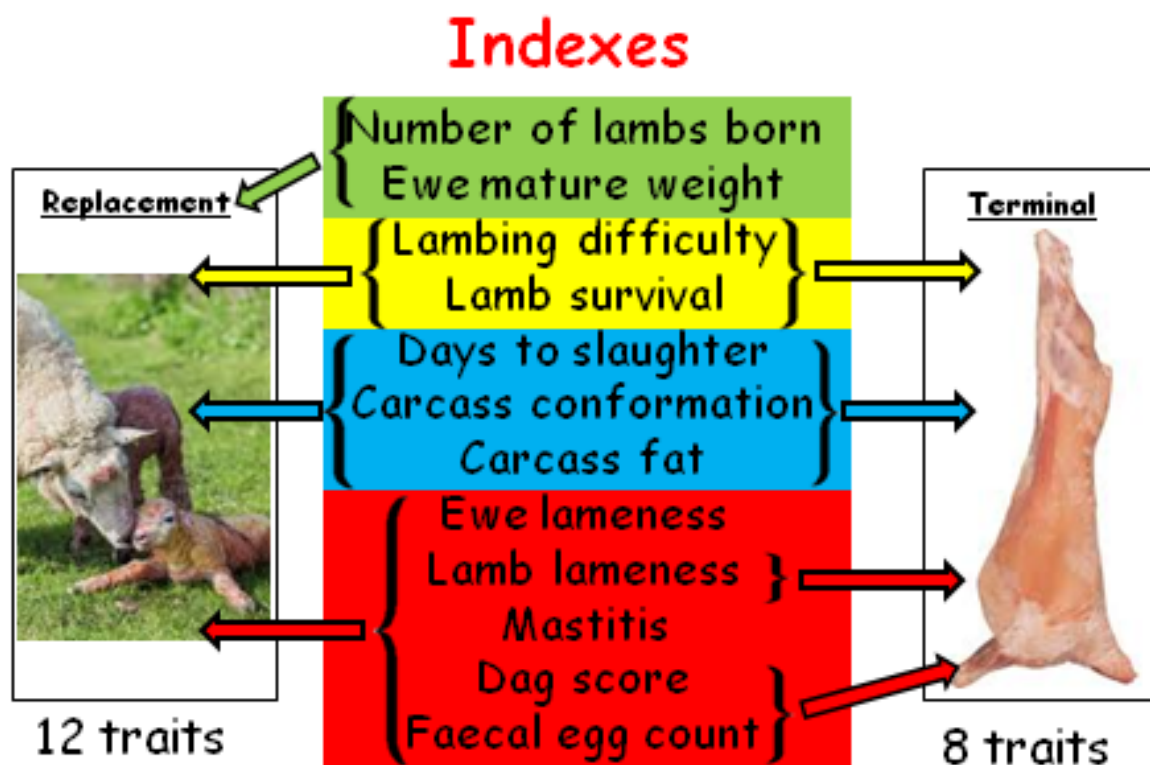 Indexes
Replacement
12 traits
Number of lambs born
Ewe mature weight
Lambing difficulty
Lamb survival
Days to slaughter
Carcass conformation
Carcass fat
Ewe lameness
Lamb lameness
Mastitis
Dag score
Faecal egg count
Terminal
8 traits